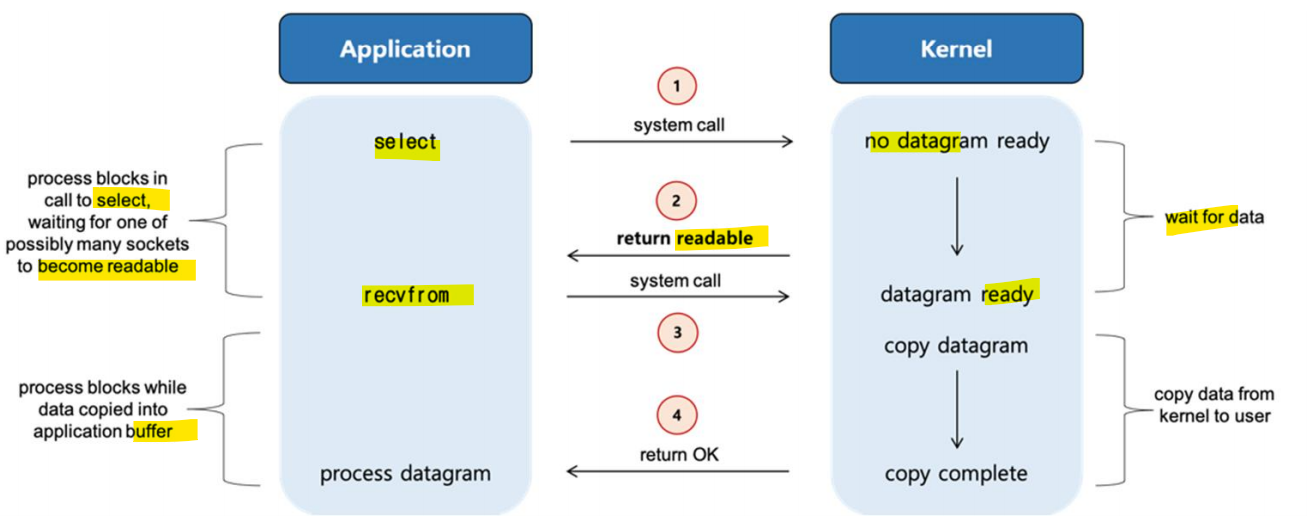 Application
Kernel
1
system call
select
no datagram ready
process blocks in
call to select,
waiting for one of
possibly many sockets
to become readable
2
return readable
wait for data
system call
recvfrom
datagram ready
3
copy datagram
process blocks while
data copied into
application buffer
4
copy data from
kernel to user
return OK
process datagram
copy complete